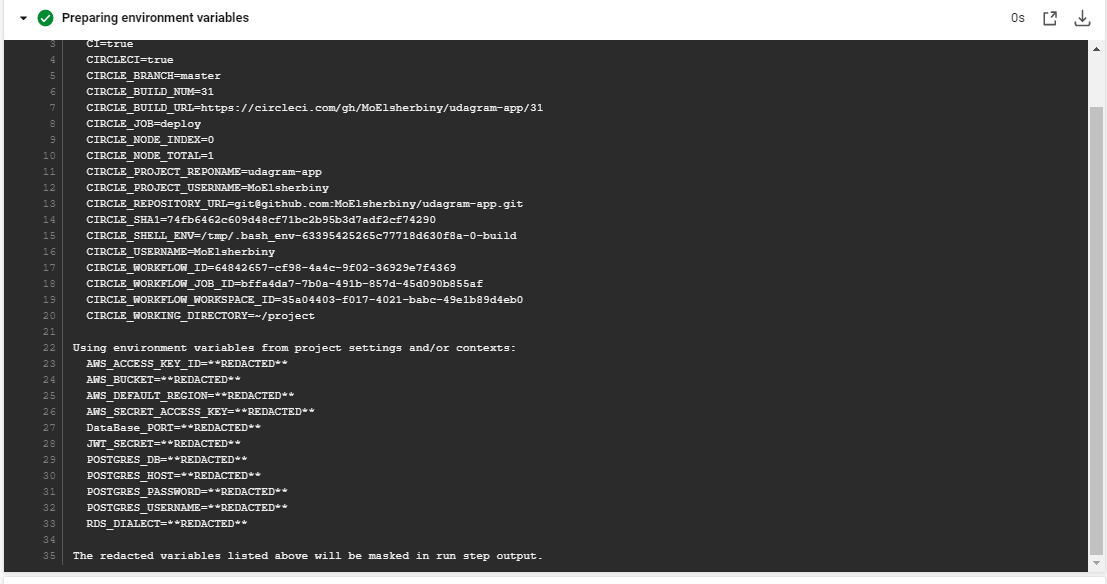 Preparing environment variables
0s
3 CI=true
4 CIRCLECI=true
5 CIRCLE_BRANCH=master
6 CIRCLE_BUILD_NUM=31
7 CIRCLE_BUILD_URL=https://circleci.com/gh/MoElsherbiny/udagram-app/31
8 CIRCLE_JOB=deploy
9 CIRCLE_NODE_INDEX=0
10 CIRCLE_NODE_TOTAL=1
11 CIRCLE_PROJECT_REPONAME=udagram-app
12 CIRCLE_PROJECT_USERNAME=MoElsherbiny
13 CIRCLE_REPOSITORY_URL=git@github.com:MoElsherbiny/udagram-app.git
14 CIRCLE_SHA1=74fb6462c609d48cf71bc2b95b3d7adf2cf74290
15 CIRCLE_SHELL_ENV=/tmp/.bash_env-63395425265c77718d630f8a-0-build
16 CIRCLE_USERNAME=MoElsherbiny
17 CIRCLE_WORKFLOW_ID=64842657-cf98-4a4c-9f02-36929e7f4369
18 CIRCLE_WORKFLOW_JOB_ID=bffa4da7-7b0a-491b-857d-45d090b855af
19 CIRCLE_WORKFLOW_WORKSPACE_ID=35a04403-f017-4021-babc-49e1b89d4eb0
20 CIRCLE_WORKING_DIRECTORY=~/project
21
22 Using environment variables from project settings and/or contexts:
23 AWS_ACCESS_KEY_ID=**REDACTED**
24 AWS_BUCKET=**REDACTED**
25 AWS_DEFAULT_REGION=**REDACTED**
26 AWS_SECRET_ACCESS_KEY=**REDACTED**
27 DataBase_PORT=**REDACTED**
28 JWT_SECRET=**REDACTED**
29 POSTGRES_DB=**REDACTED**
30 POSTGRES_HOST=**REDACTED**
31 POSTGRES_PASSWORD=**REDACTED**
32 POSTGRES_USERNAME=**REDACTED**
33 RDS_DIALECT=**REDACTED**
34
35 The redacted variables listed above will be masked in run step output.